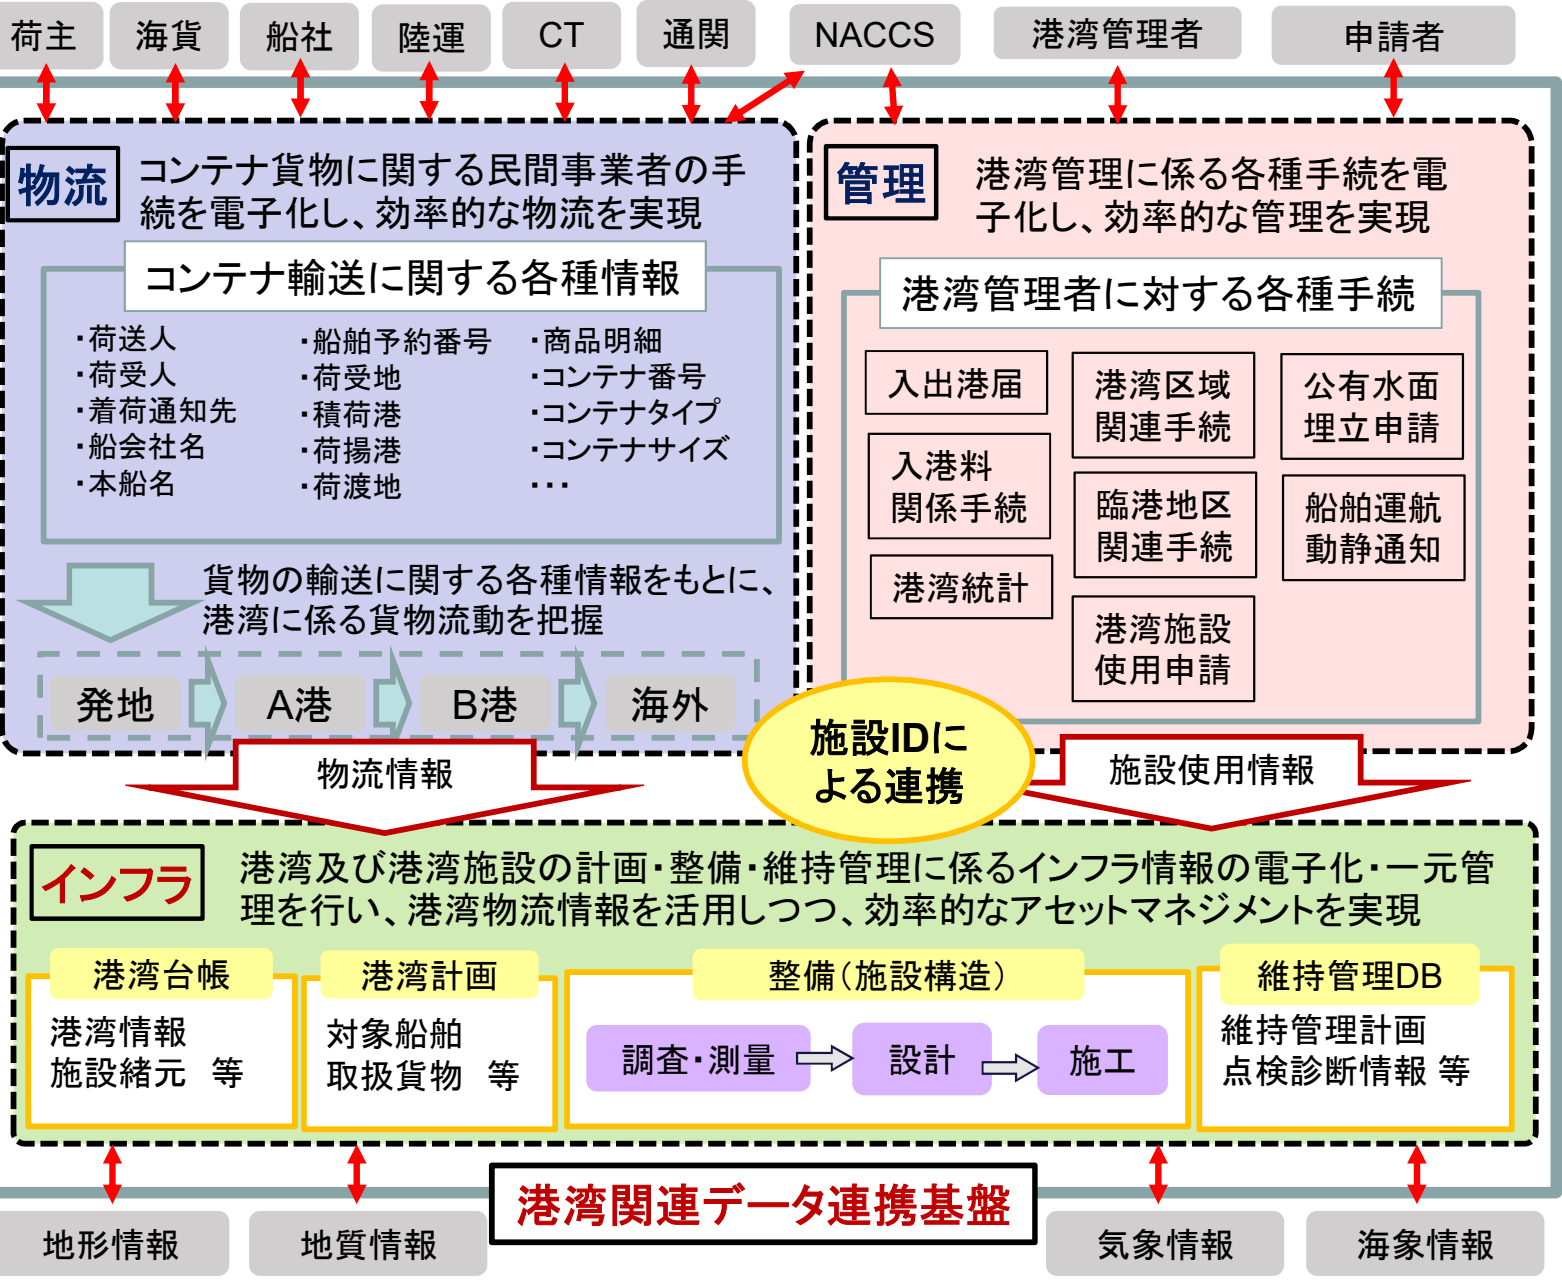 荷主
海貨
船社
陸運
CT
通関
NACCS
港湾管理者
申請者
物流
コンテナ貨物に関する民間事業者の手
続を電子化し、効率的な物流を実現
コンテナ輸送に関する各種情報
・荷送人
・荷受人
・着荷通知先
・船会社名
・本船名
・船舶予約番号
・荷受地
・積荷港
・荷揚港
・荷渡地
・商品明細
・コンテナ番号
・コンテナタイプ
・コンテナサイズ
・・・
貨物の輸送に関する各種情報をもとに、
港湾に係る貨物流動を把握
発地
A港
B港
海外
管理
港湾管理に係る各種手続を電
子化し、効率的な管理を実現
港湾管理者に対する各種手続
入出港届
入港料
関係手続
港湾統計
港湾区域
関連手続
臨港地区
関連手続
港湾施設
使用申請
公有水面
埋立申請
船舶運航
動静通知
物流情報
施設IDに
よる連携
施設使用情報
インフラ
港湾及び港湾施設の計画・整備・維持管理に係るインフラ情報の電子化・一元管
理を行い、港湾物流情報を活用しつつ、効率的なアセットマネジメントを実現
港湾台帳
港湾情報
施設緒元 等
港湾計画
対象船舶
取扱貨物 等
整備（施設構造）
調査・測量
設計
施工
維持管理DB
維持管理計画
点検診断情報 等
港湾関連データ連携基盤
地形情報
地質情報
気象情報
海象情報